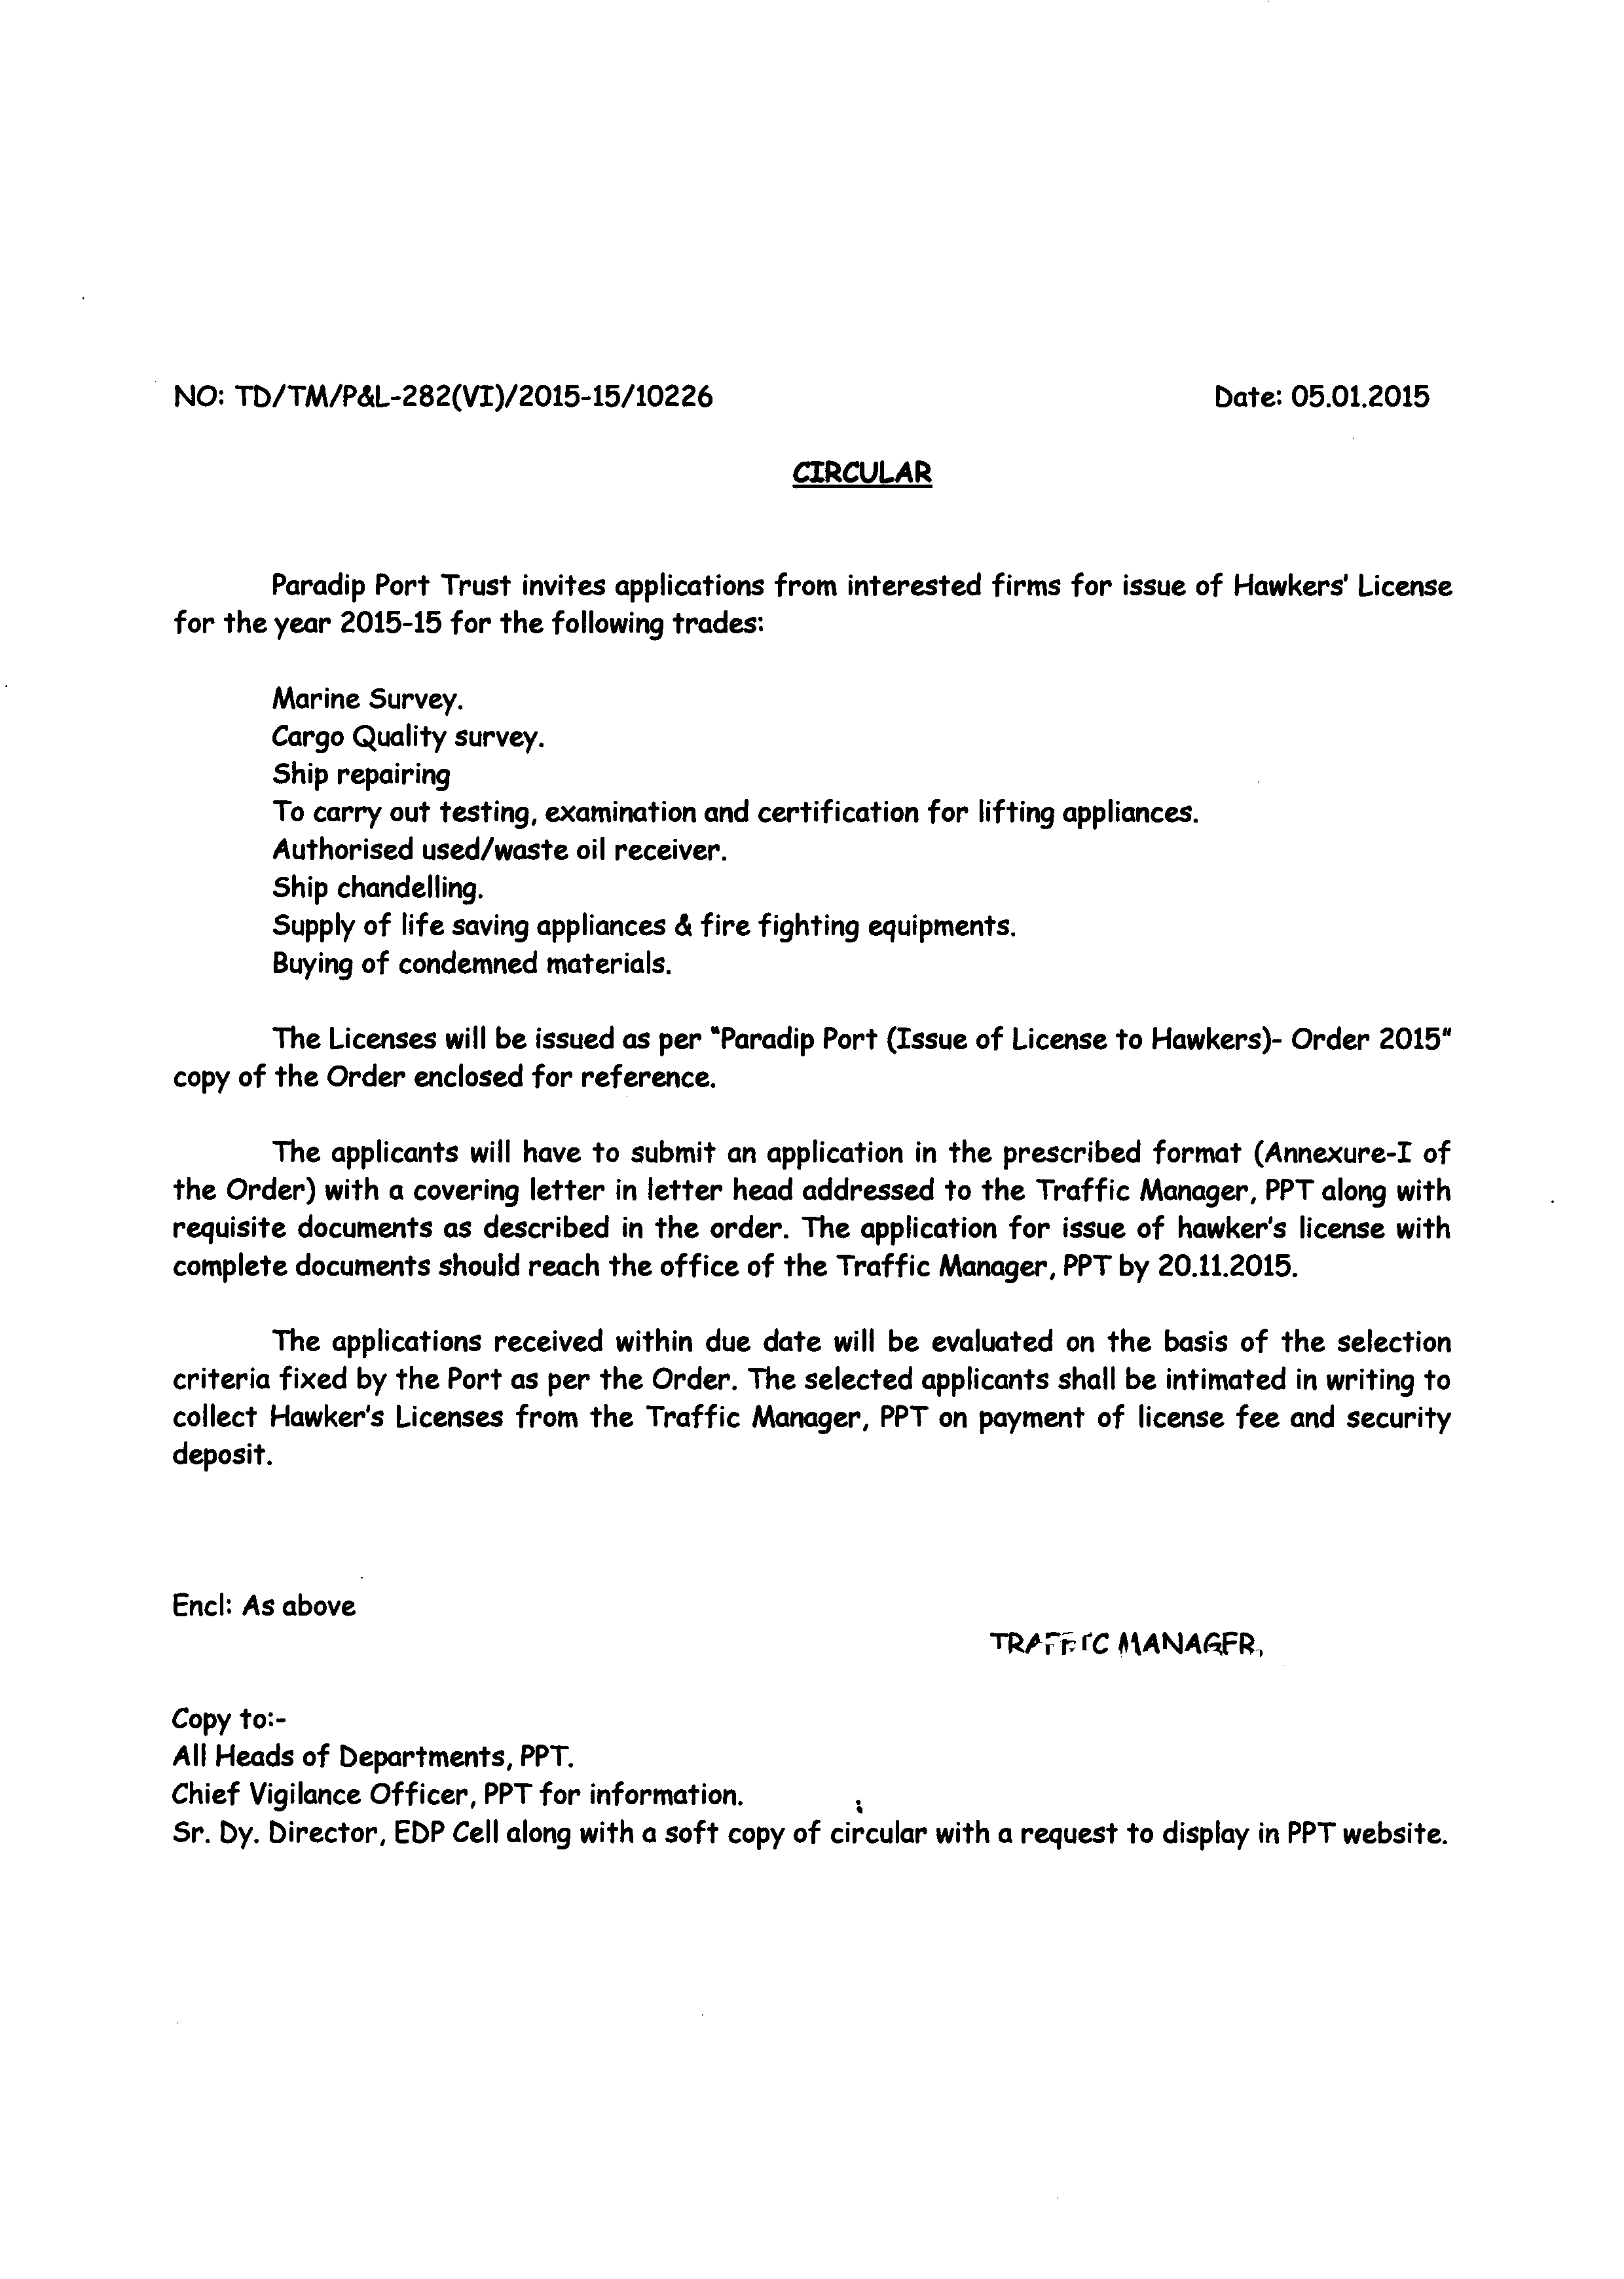 NO: TD/TM/P&L-282(VI)/2015-15/10226 Date: 05.01.2015
CIRCULAR
Paradip Port Trust invites applications from interested firms for issue of Hawkers' License
for the year 2015-15 for the following trades:
Marine Survey.
Cargo Quality survey.
Ship repairing
To carry out testing, examination and certification for lifting appliances.
Authorised used/waste oil receiver.
Ship chandelling.
Supply of life saving appliances & fire fighting equipments.
Buying of condemned materials.
The Licenses will be issued as per "Paradip Port (Issue of License to Hawkers)- Order 2015"
copy of the Order enclosed for reference.
The applicants will have to submit an application in the prescribed format (Annexure-I of
the Order) with a covering letter in letter head addressed to the Traffic Manager, PPT along with
requisite documents as described in the order. The application for issue of hawker's license with
complete documents should reach the office of the Traffic Manager, PPT by 20.11.2015.
The applications received within due date will be evaluated on the basis of the selection
criteria fixed by the Port as per the Order. The selected applicants shall be intimated in writing to
collect Hawker's Licenses from the Traffic Manager, PPT on payment of license fee and security
deposit.
Encl: As above
TRAFFIC MANAGER,
Copy to:-
All Heads of Departments, PPT.
Chief Vigilance Officer, PPT for information.
Sr. Dy. Director, EDP Cell along with a soft copy of circular with a request to display in PPT website.